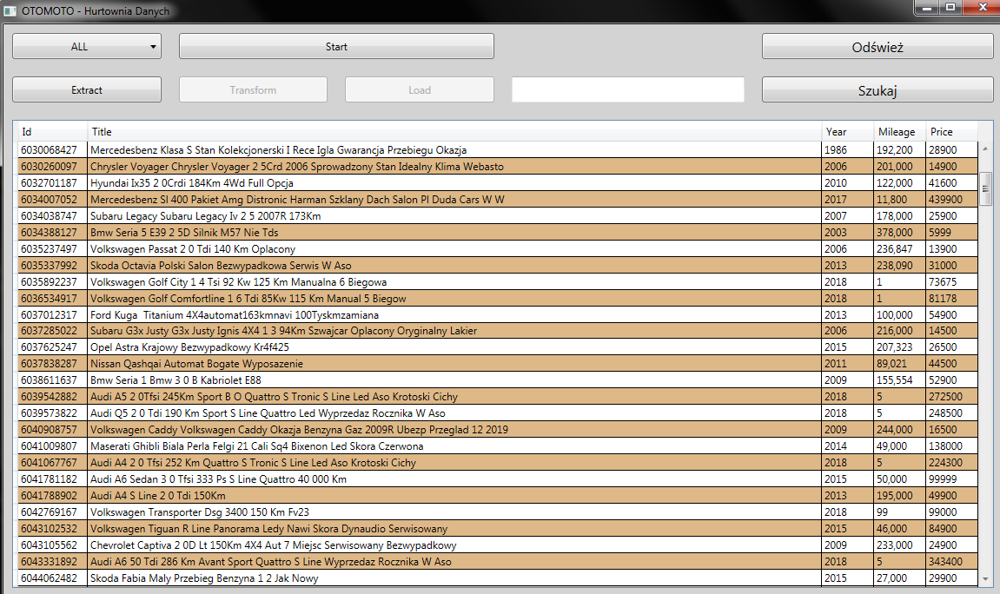 OTOMOTO - Hurtownia Danych
ALL Start Odśwież
Extract Transform Load Szukaj
Id Title Year Mileage Price
6030068427 Mercedesbenz Klasa S Stan Kolekcjonerski I Rece Igla Gwarancja Przebiegu Okazja 1986 192,200 28900
6030260097 Chrysler Voyager Chrysler Voyager 2 5Crd 2006 Sprowadzony Stan Idealny Klima Webasto 2006 201,000 14900
6032701187 Hyundai Ix35 2 0Crdi 184Km 4Wd Full Opcja 2010 122,000 41600
6034007052 Mercedesbenz Sl 400 Pakiet Amg Distronic Harman Szklany Dach Salon Pl Duda Cars W W 2017 11,800 439900
6034038747 Subaru Legacy Subaru Legacy Iv 2 5 2007R 173Km 2007 178,000 25900
6034388127 Bmw Seria 5 E39 2 5D Silnik M57 Nie Tds 2003 378,000 5999
6035237497 Volkswagen Passat 2 0 Tdi 140 Km Oplacony 2006 236,847 13900
6035337992 Skoda Octavia Polski Salon Bezwypadkowa Serwis W Aso 2013 238,090 31000
6035892237 Volkswagen Golf City 1 4 Tsi 92 Kw 125 Km Manualna 6 Biegowa 2018 1 73675
6036534917 Volkswagen Golf Comfortline 1 6 Tdi 85Kw 115 Km Manual 5 Biegow 2018 1 81178
6037012317 Ford Kuga  Titanium 4X4automat163kmnavi 100Tyskmzamiana 2013 100,000 54900
6037285022 Subaru G3x Justy G3x Justy Ignis 4X4 1 3 94Km Szwajcar Oplacony Oryginalny Lakier 2006 216,000 14500
6037625247 Opel Astra Krajowy Bezwypadkowy Kr4f425 2015 207,323 26500
6037838287 Nissan Qashqai Automat Bogate Wyposazenie 2011 89,021 44500
6038611637 Bmw Seria 1 Bmw 3 0 B Kabriolet E88 2009 155,554 52900
6039542882 Audi A5 2 0Tfsi 245Km Sport B O Quattro S Tronic S Line Led Aso Krotoski Cichy 2018 5 272500
6039573822 Audi Q5 2 0 Tdi 190 Km Sport S Line Quattro Led Wyprzedaz Rocznika W Aso 2018 5 248500
6040908757 Volkswagen Caddy Volkswagen Caddy Okazja Benzyna Gaz 2009R Ubezp Przeglad 12 2019 2009 244,000 16500
6041009807 Maserati Ghibli Biala Perla Felgi 21 Cali Sq4 Bixenon Led Skora Czerwona 2014 49,000 138000
6041067767 Audi A4 2 0 Tfsi 252 Km Quattro S Tronic S Line Led Aso Krotoski Cichy 2018 5 224300
6041781182 Audi A6 Sedan 3 0 Tfsi 333 Ps S Line Quattro 40 000 Km 2015 50,000 99999
6041788902 Audi A4 S Line 2 0 Tdi 150Km 2013 195,000 49900
6042769167 Volkswagen Transporter Dsg 3400 150 Km Fv23 2018 99 99000
6043102532 Volkswagen Tiguan R Line Panorama Ledy Nawi Skora Dynaudio Serwisowany 2015 46,000 84900
6043105562 Chevrolet Captiva 2 0D Lt 150Km 4X4 Aut 7 Miejsc Serwisowany Bezwypadkowy 2009 233,000 24900
6043331892 Audi A6 50 Tdi 286 Km Avant Sport Quattro S Line Wyprzedaz Rocznika W Aso 2018 5 343400
6044062482 Skoda Fabia Maly Przebieg Benzyna 1 2 Jak Nowy 2015 27,000 29900